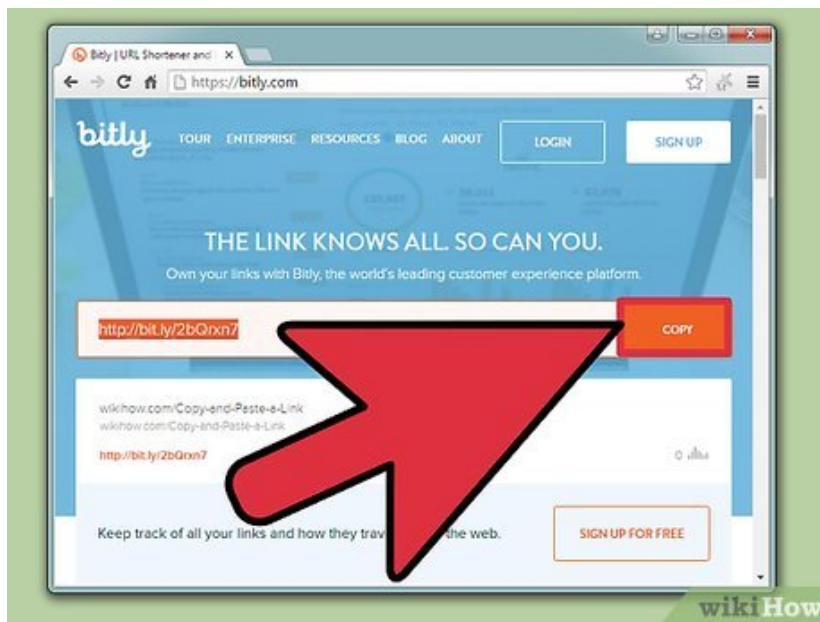 Bitly | URL Shortener and
https://bitly.com
bitly TOUR ENTERPRISE RESOURCES BLOG ABOUT LOGIN SIGN UP
THE LINK KNOWS ALL. SO CAN YOU.
Own your links with Bitly, the world's leading customer experience platform.
http://bit.ly/2bQrxn7 COPY
wikihow.com/Copy-and-Paste-a-Link
wikihow.com/Copy-and-Paste-a-Link
http://bit.ly/2bQrxn7 0
Keep track of all your links and how they trav the web. SIGN UP FOR FREE
wikiHow